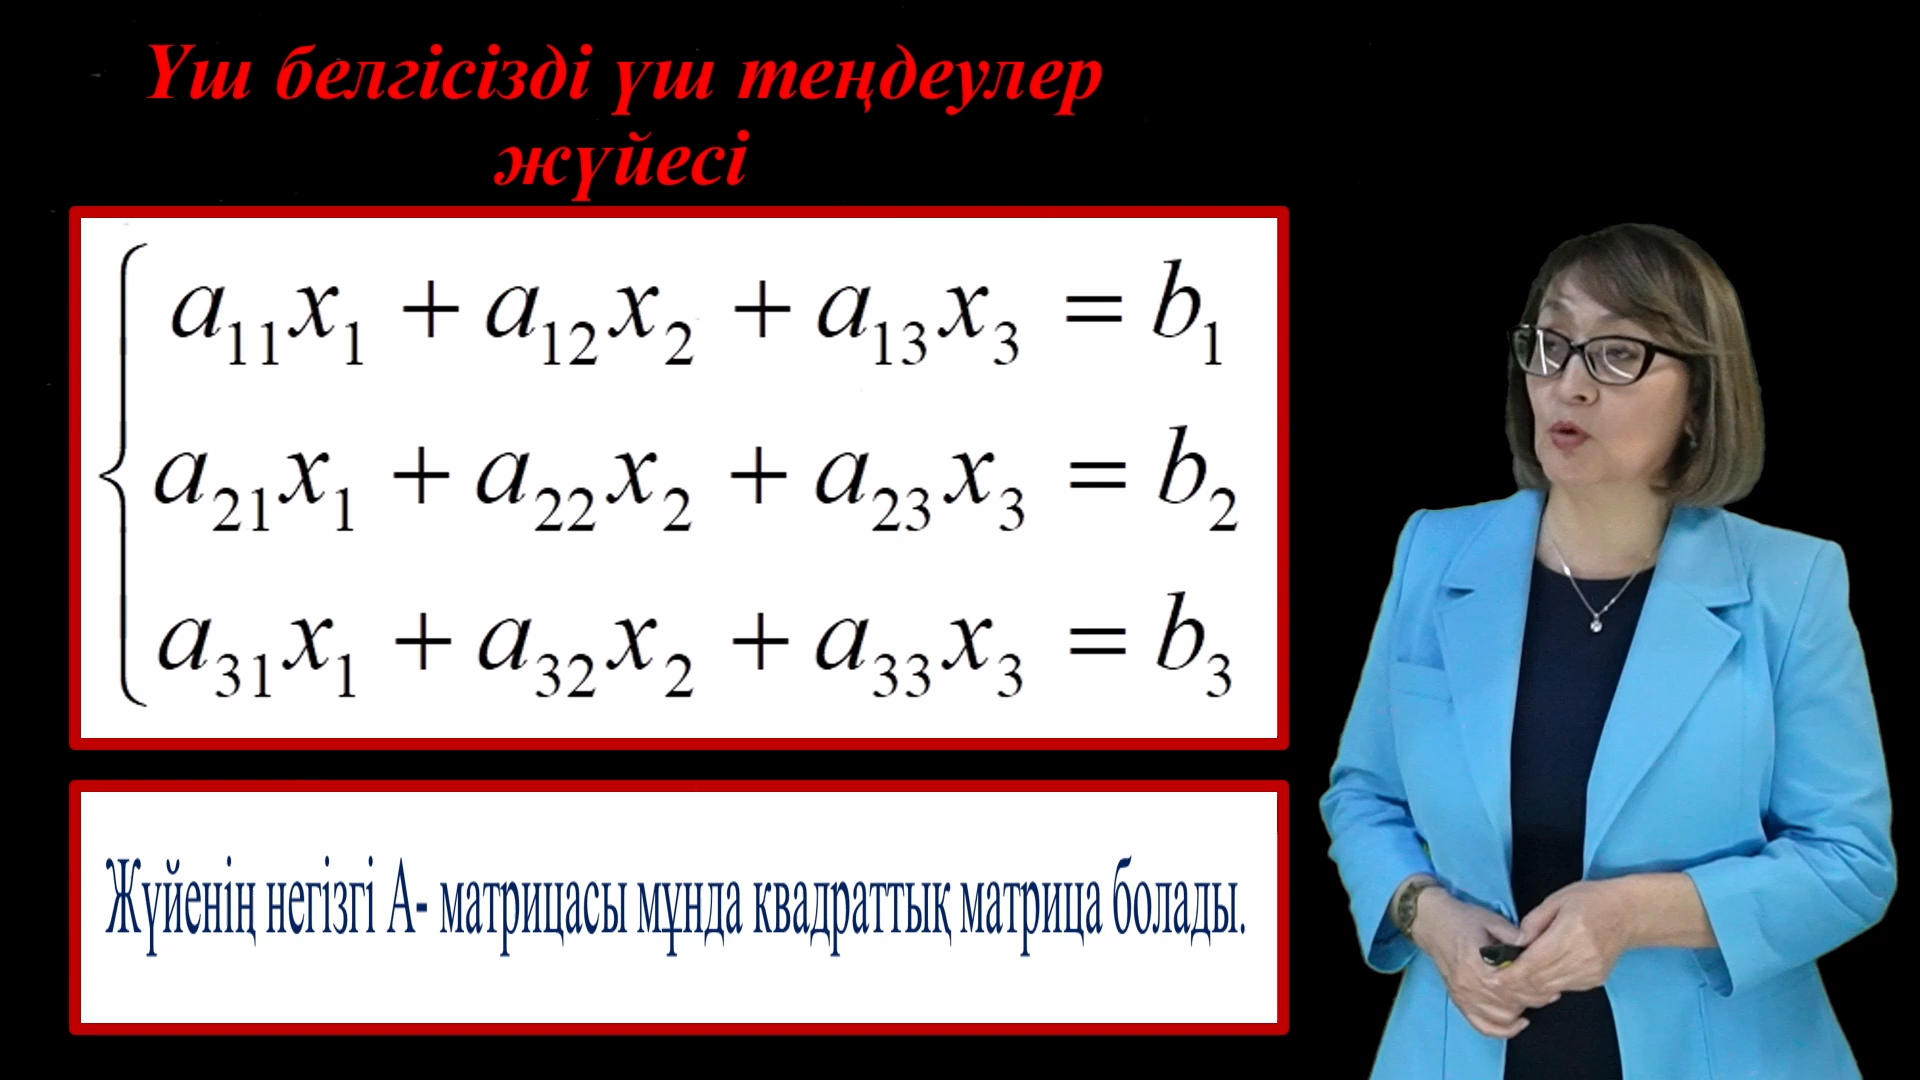 Үш белгісізді үш теңдеулер
жүйесі
a₁₁x₁ + a₁₂x₂ + a₁₃x₃ = b₁
a₂₁x₁ + a₂₂x₂ + a₂₃x₃ = b₂
a₃₁x₁ + a₃₂x₂ + a₃₃x₃ = b₃
Жүйенің негізгі А- матрицасы мұнда квадраттық матрица болады.